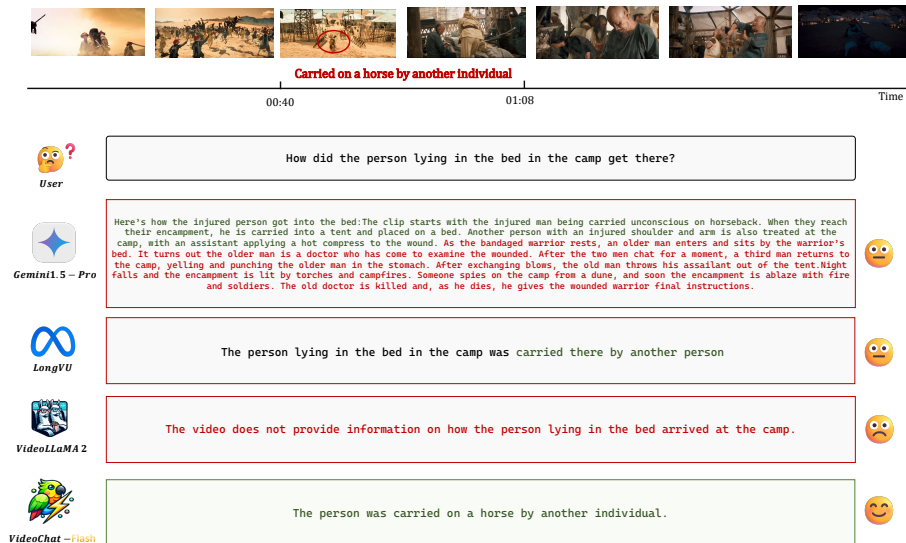 Carried on a horse by another individual
00:40
01:08
Time
User
How did the person lying in the bed in the camp get there?
Gemini1.5 − Pro
Here's how the injured person got into the bed:The clip starts with the injured man being carried unconscious on horseback. When they reach
their encampment, he is carried into a tent and placed on a bed. Another person with an injured shoulder and arm is also treated at the
camp, with an assistant applying a hot compress to the wound. As the bandaged warrior rests, an older man enters and sits by the warrior's
bed. It turns out the older man is a doctor who has come to examine the wounded. After the two men chat for a moment, a third man returns to
the camp, yelling and punching the older man in the stomach. After exchanging blows, the old man throws his assailant out of the tent.Night
falls and the encampment is lit by torches and campfires. Someone spies on the camp from a dune, and soon the encampment is ablaze with fire
and soldiers. The old doctor is killed and, as he dies, he gives the wounded warrior final instructions.
LongVU
The person lying in the bed in the camp was carried there by another person
VideoLLaMA 2
The video does not provide information on how the person lying in the bed arrived at the camp.
VideoChat −Flash
The person was carried on a horse by another individual.